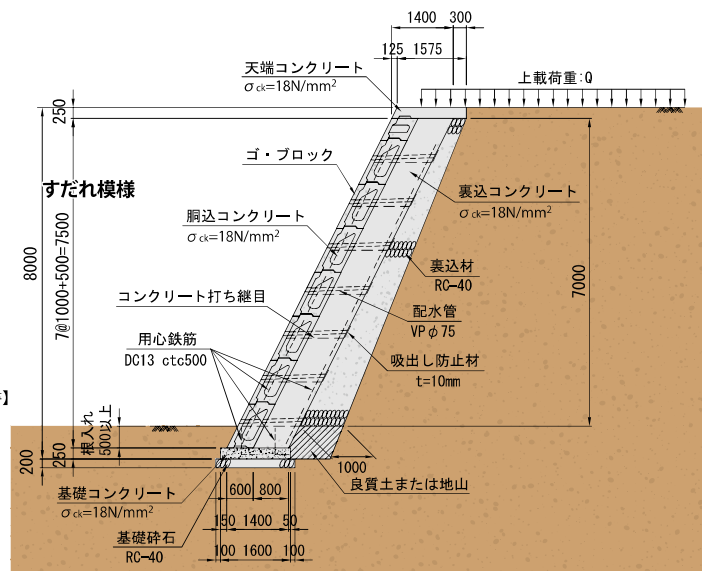 1400 300
125 1575
天端コンクリート
σck=18N/mm²
上載荷重:Q
250
ゴ・ブロック
すだれ模様
裏込コンクリート
σck=18N/mm²
胴込コンクリート
σck=18N/mm²
8000
7@1000+500=7500
裏込材
RC-40
7000
コンクリート打ち継目
配水管
VPφ75
用心鉄筋
DC13 ctc500
吸出し防止材
t=10mm
】
根入れ
500以上
200
250
1000
良質土または地山
基礎コンクリート
σck=18N/mm²
600 800
150 1400 50
基礎砕石
RC-40
100 1600 100